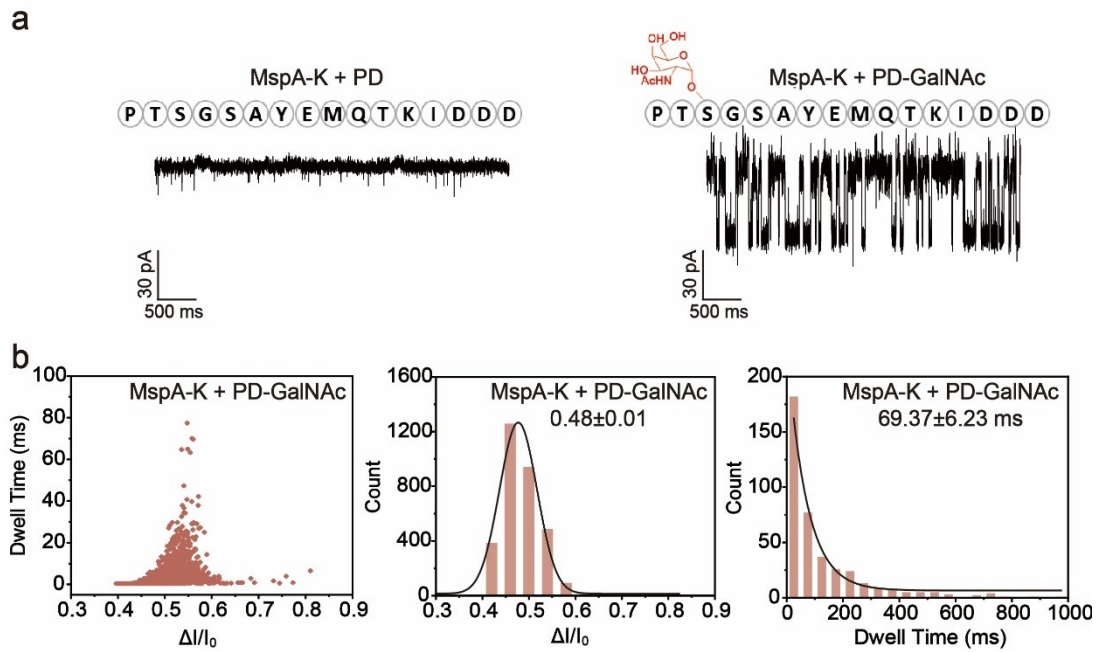 a
MspA-K + PD
P T S G S A Y E M Q T K I D D D
30 pA
500 ms
OH OH
HO
AcHN
O
O
MspA-K + PD-GalNAc
P T S G S A Y E M Q T K I D D D
30 pA
500 ms
b
MspA-K + PD-GalNAc
Dwell Time (ms)
100
80
60
40
20
0
0.3 0.4 0.5 0.6 0.7 0.8 0.9
ΔI/I₀
MspA-K + PD-GalNAc
0.48±0.01
Count
1600
1200
800
400
0
0.3 0.4 0.5 0.6 0.7 0.8 0.9
ΔI/I₀
MspA-K + PD-GalNAc
69.37±6.23 ms
Count
200
150
100
50
0
0 200 400 600 800 1000
Dwell Time (ms)